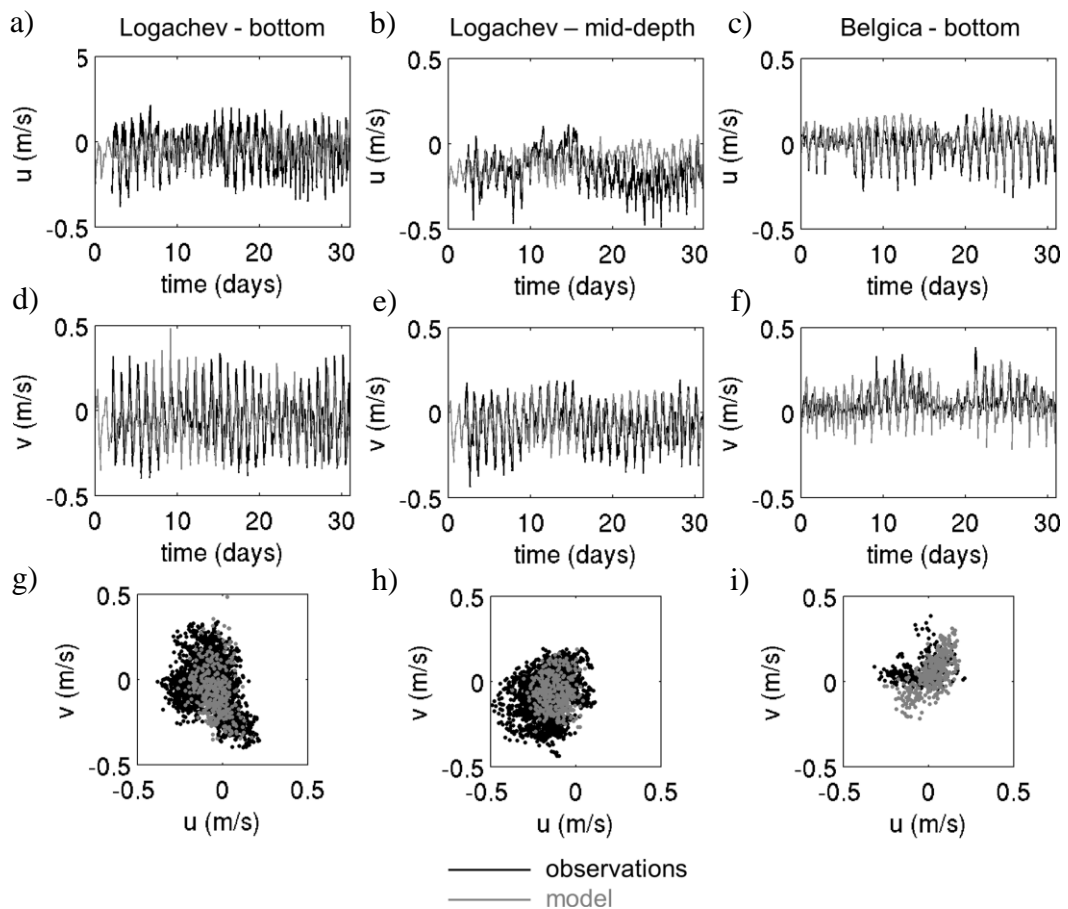 a) Logachev - bottom
5
0
-0.5
u (m/s)
0 10 20 30
time (days)
b) Logachev – mid-depth
0.5
0
-0.5
u (m/s)
0 10 20 30
time (days)
c) Belgica - bottom
0.5
0
-0.5
u (m/s)
0 10 20 30
time (days)
d)
0.5
0
-0.5
v (m/s)
0 10 20 30
time (days)
e)
0.5
0
-0.5
v (m/s)
0 10 20 30
time (days)
f)
0.5
0
-0.5
v (m/s)
0 10 20 30
time (days)
g)
0.5
0
-0.5
v (m/s)
-0.5 0 0.5
u (m/s)
h)
0.5
0
-0.5
v (m/s)
-0.5 0 0.5
u (m/s)
i)
0.5
0
-0.5
v (m/s)
-0.5 0 0.5
u (m/s)
observations
model